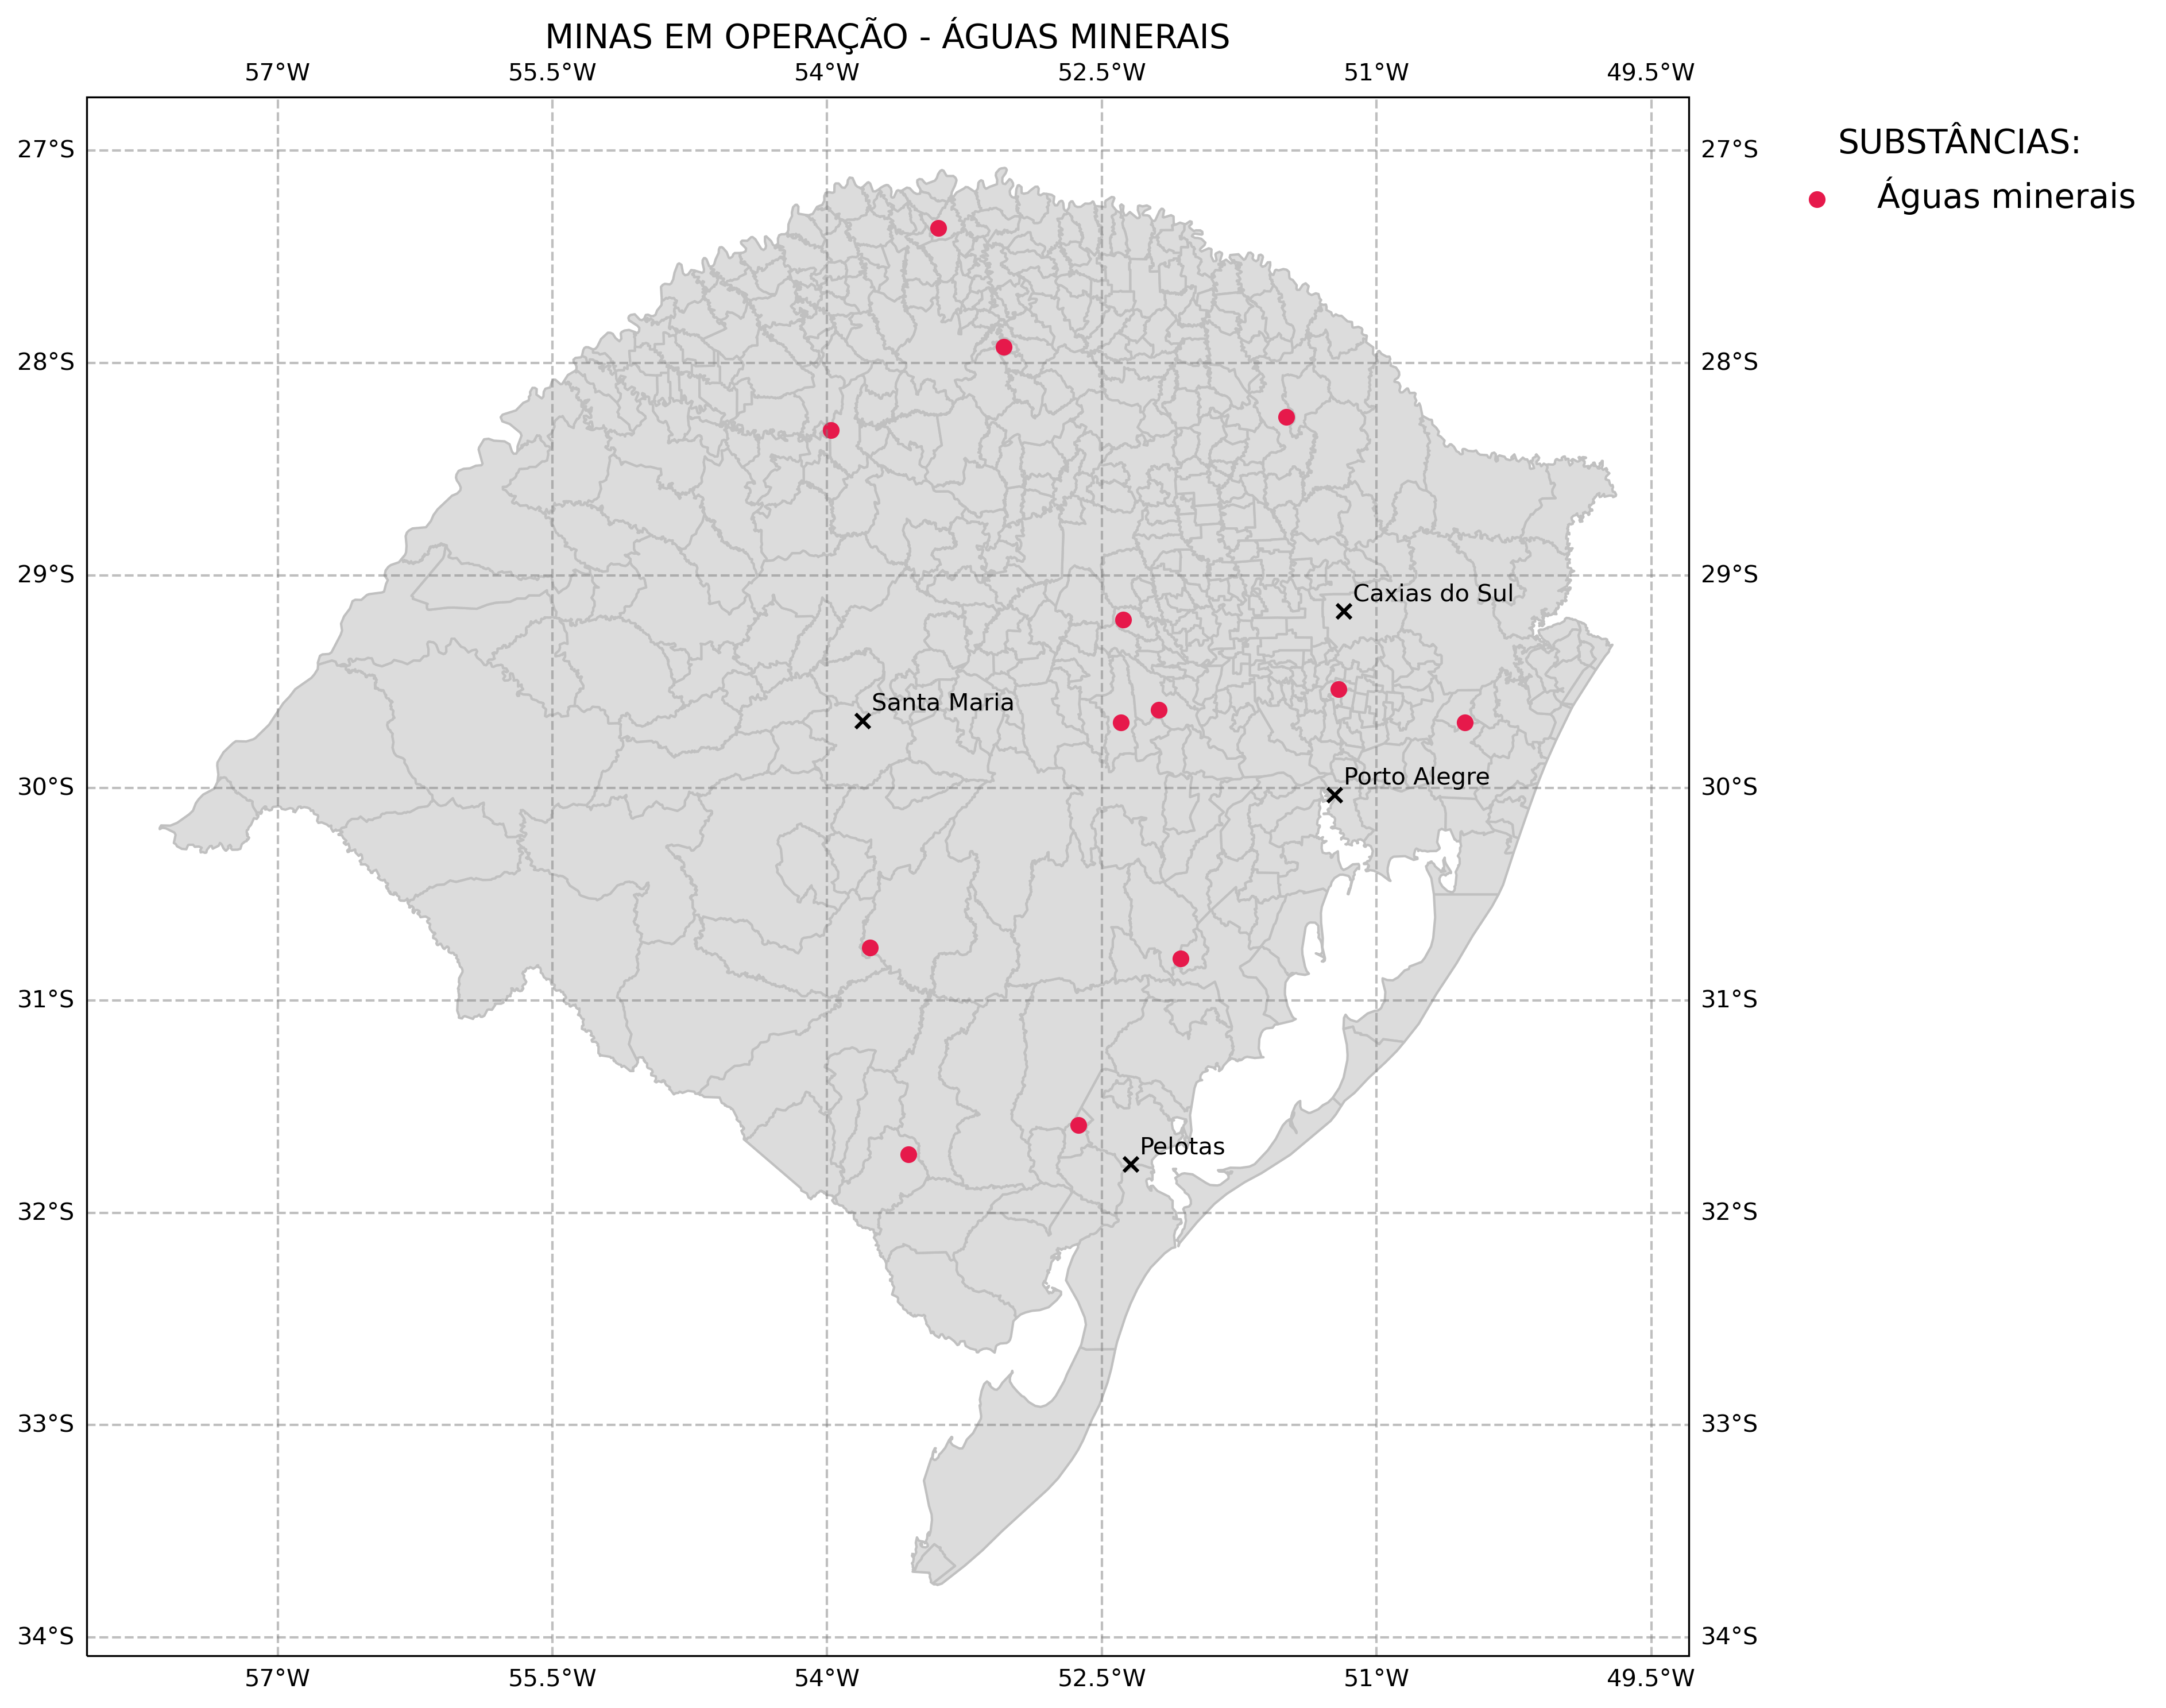 MINAS EM OPERAÇÃO - ÁGUAS MINERAIS
57°W 55.5°W 54°W 52.5°W 51°W 49.5°W
SUBSTÂNCIAS:
Águas minerais
27°S 27°S
28°S 28°S
29°S 29°S
Caxias do Sul
Santa Maria
Porto Alegre
30°S 30°S
31°S 31°S
Pelotas
32°S 32°S
33°S 33°S
34°S 34°S
57°W 55.5°W 54°W 52.5°W 51°W 49.5°W